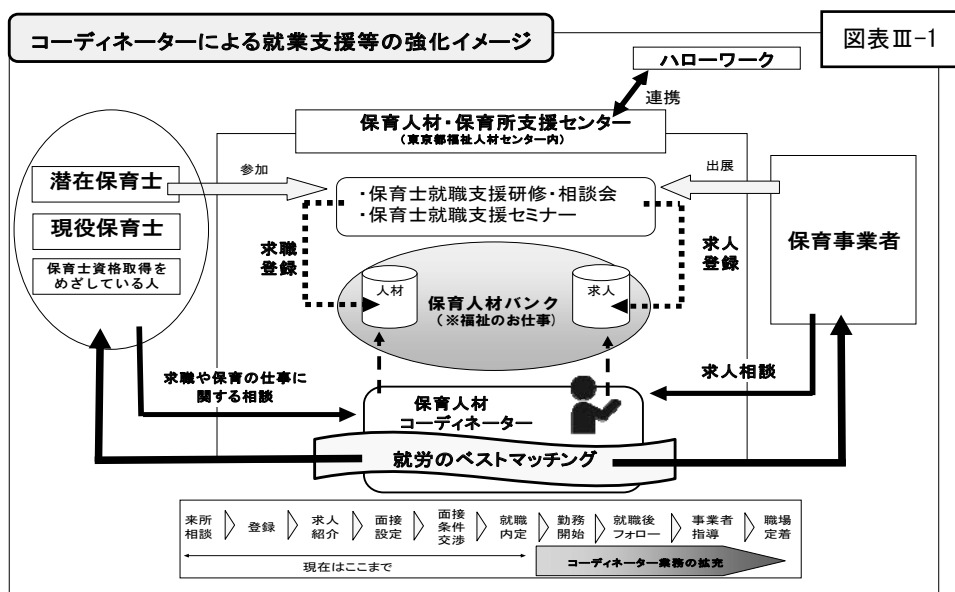 コーディネーターによる就業支援等の強化イメージ
図表Ⅲ-1
ハローワーク
連携
保育人材・保育所支援センター
(東京都福祉人材センター内)
潜在保育士
現役保育士
保育士資格取得を
めざしている人
参加
・保育士就職支援研修・相談会
・保育士就職支援セミナー
出展
保育事業者
求職
登録
求人
登録
人材
保育人材バンク
(※福祉のお仕事)
求人
求職や保育の仕事に
関する相談
求人相談
保育人材
コーディネーター
就労のベストマッチング
来所
相談
登録
求人
紹介
面接
設定
面接
条件
交渉
就職
内定
勤務
開始
就職後
フォロー
事業者
指導
職場
定着
現在はここまで
コーディネーター業務の拡充